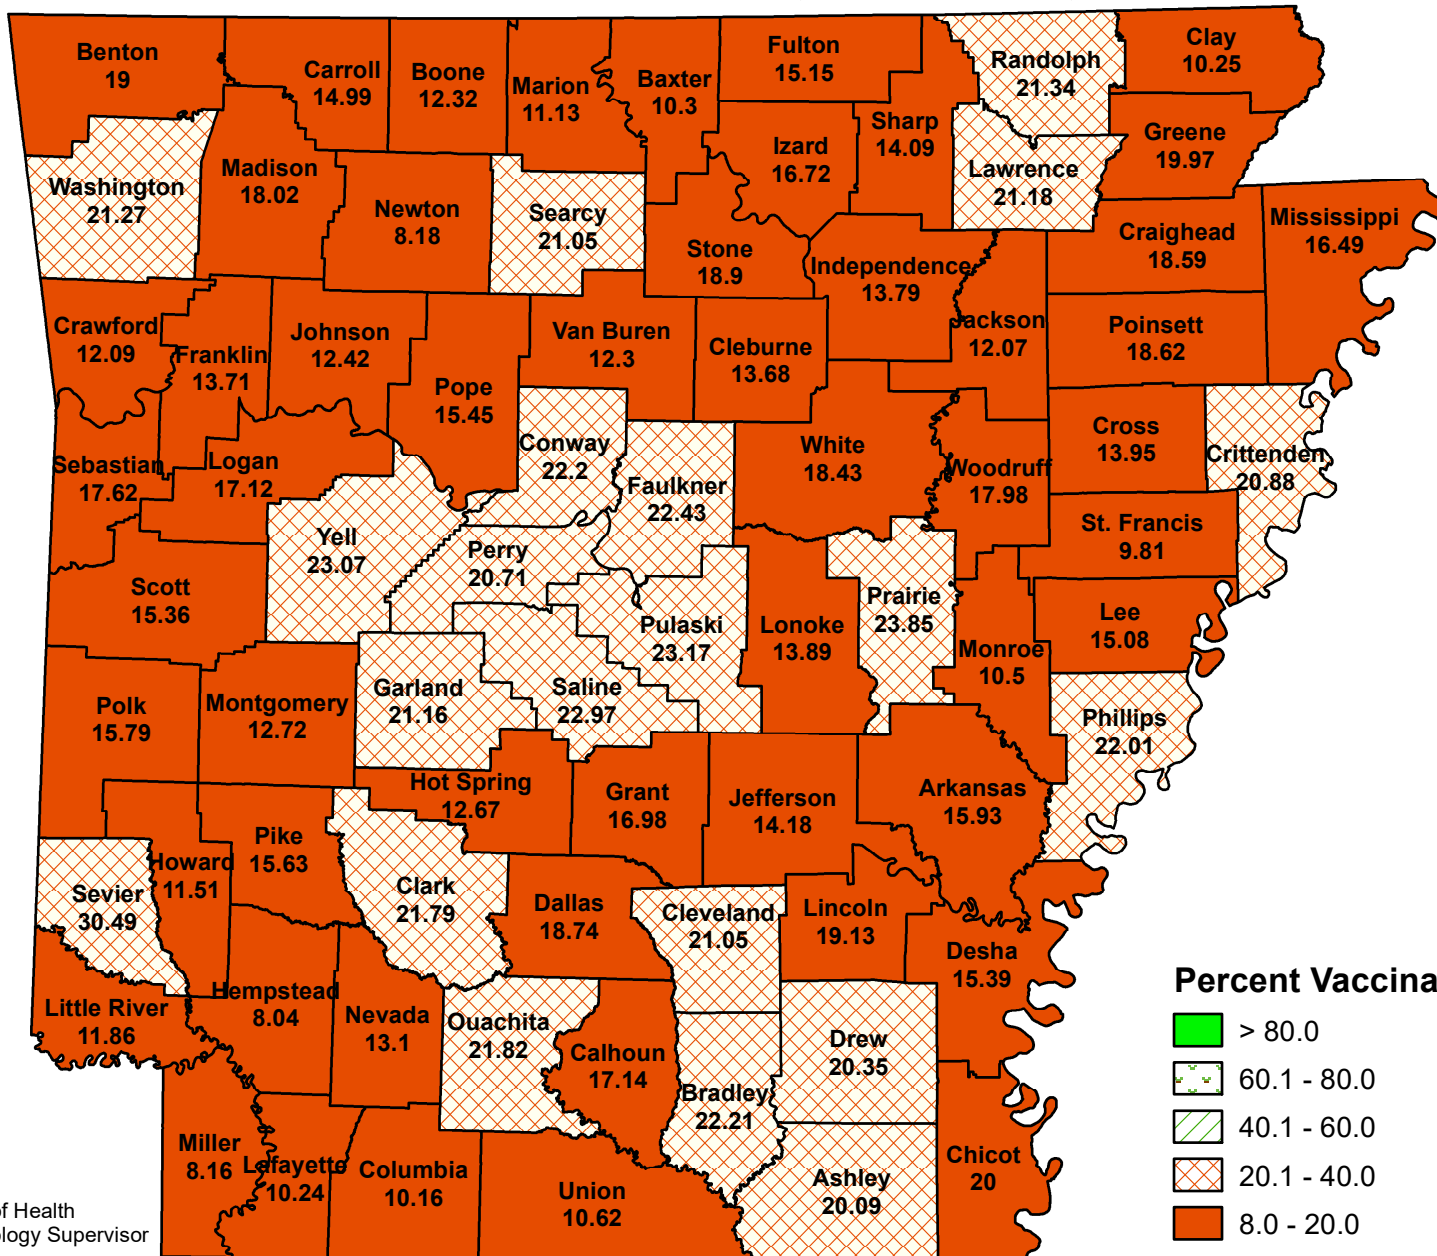 Benton
19
Carroll
14.99
Boone
12.32
Marion
11.13
Baxter
10.3
Fulton
15.15
Randolph
21.34
Clay
10.25
Sharp
14.09
Izard
16.72
Greene
19.97
Lawrence
21.18
Washington
21.27
Madison
18.02
Newton
8.18
Searcy
21.05
Stone
18.9
Independence
13.79
Craighead
18.59
Mississippi
16.49
Crawford
12.09
Franklin
13.71
Johnson
12.42
Pope
15.45
Van Buren
12.3
Cleburne
13.68
Jackson
12.07
Poinsett
18.62
Sebastian
17.62
Logan
17.12
Conway
22.2
Faulkner
22.43
White
18.43
Woodruff
17.98
Cross
13.95
Crittenden
20.88
Yell
23.07
Perry
20.71
St. Francis
9.81
Scott
15.36
Pulaski
23.17
Lonoke
13.89
Prairie
23.85
Monroe
10.5
Lee
15.08
Polk
15.79
Montgomery
12.72
Garland
21.16
Saline
22.97
Phillips
22.01
Hot Spring
12.67
Grant
16.98
Jefferson
14.18
Arkansas
15.93
Pike
15.63
Howard
11.51
Sevier
30.49
Clark
21.79
Dallas
18.74
Cleveland
21.05
Lincoln
19.13
Desha
15.39
Little River
11.86
Hempstead
8.04
Nevada
13.1
Ouachita
21.82
Calhoun
17.14
Bradley
22.21
Drew
20.35
Miller
8.16
Lafayette
10.24
Columbia
10.16
Union
10.62
Ashley
20.09
Chicot
20
Percent Vaccina
> 80.0
60.1 - 80.0
40.1 - 60.0
20.1 - 40.0
8.0 - 20.0
of Health
ology Supervisor